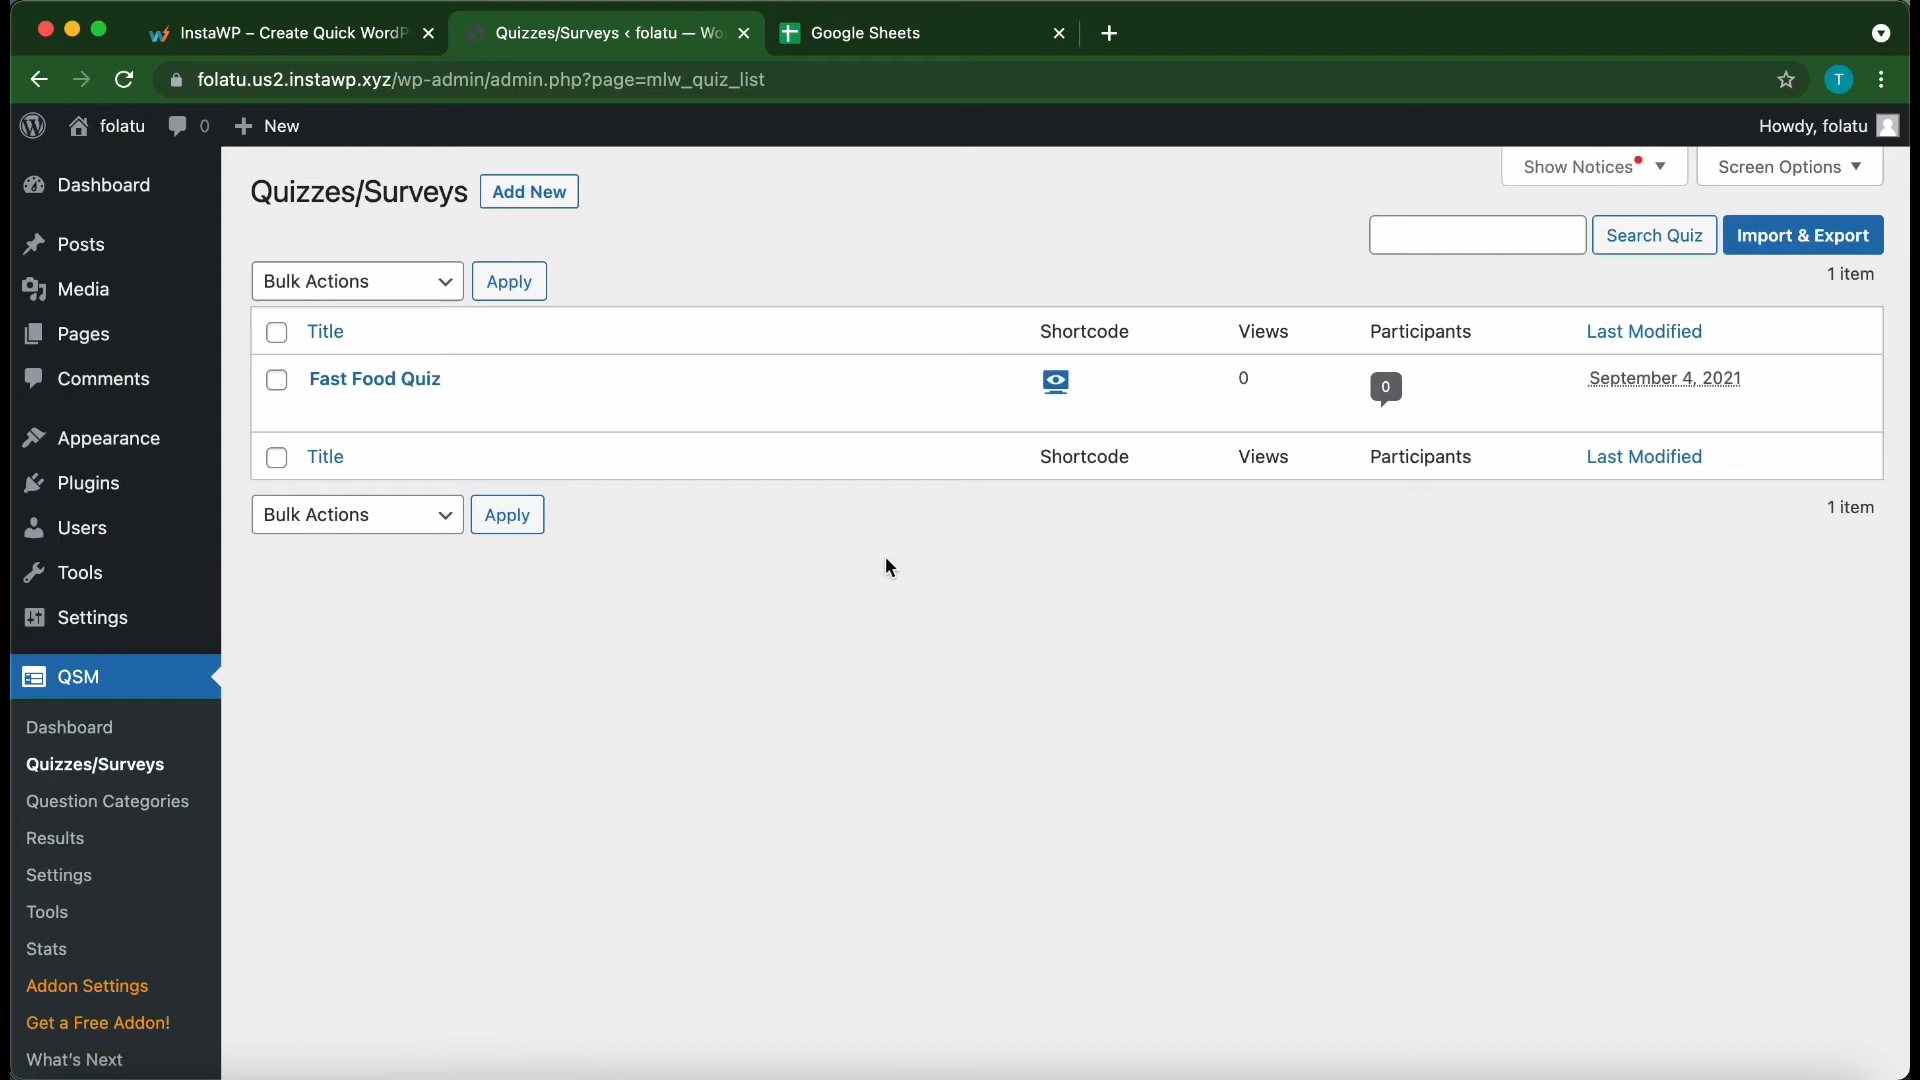 InstaWP – Create Quick WordP
Quizzes/Surveys ‹ folatu — Wo
Google Sheets
folatu.us2.instawp.xyz/wp-admin/admin.php?page=mlw_quiz_list
T
folatu
0
New
Howdy, folatu
Show Notices
Screen Options
Dashboard
Posts
Media
Pages
Comments
Appearance
Plugins
Users
Tools
Settings
QSM
Dashboard
Quizzes/Surveys
Question Categories
Results
Settings
Tools
Stats
Addon Settings
Get a Free Addon!
What's Next
Quizzes/Surveys
Add New
Search Quiz
Import & Export
Bulk Actions
Apply
1 item
Title
Shortcode
Views
Participants
Last Modified
Fast Food Quiz
0
0
September 4, 2021
Title
Shortcode
Views
Participants
Last Modified
Bulk Actions
Apply
1 item